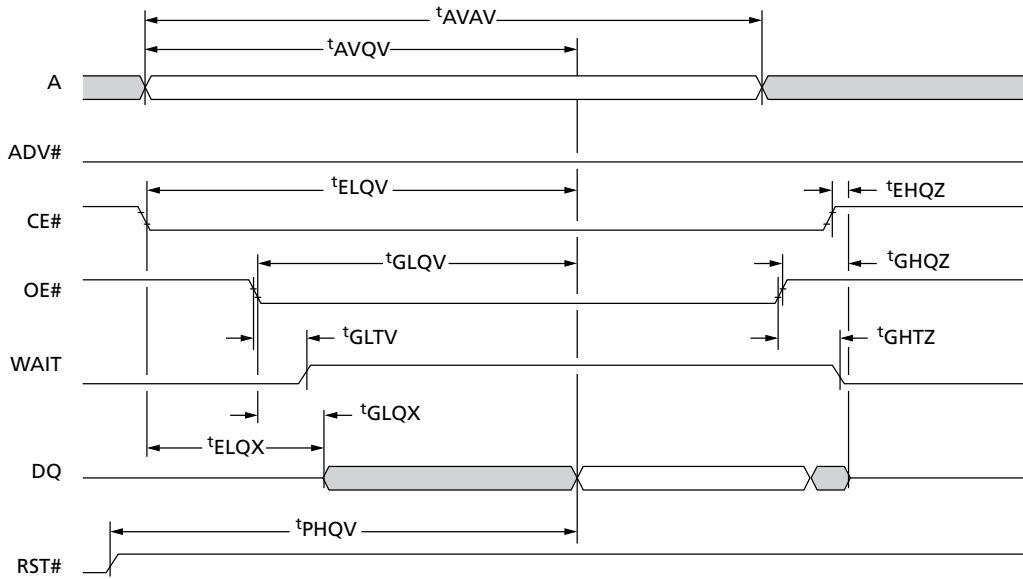 tAVAV
tAVQV
A
ADV#
tELQV
tEHQZ
CE#
tGLQV
tGHQZ
OE#
tGLTV
tGHTZ
WAIT
tGLQX
tELQX
DQ
tPHQV
RST#